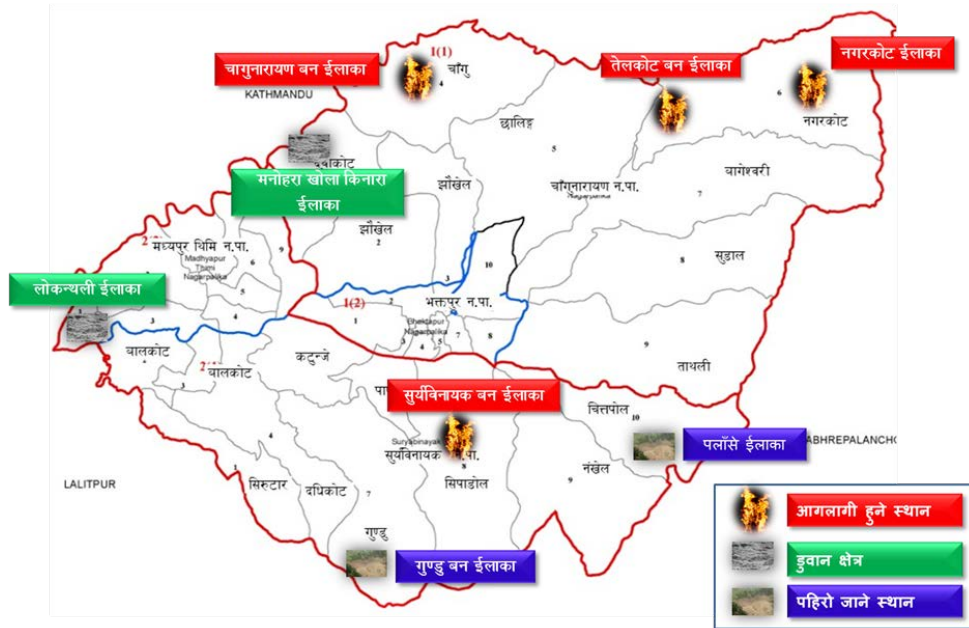 1(1)
चागुनारायण बन ईलाका
चाँगु
4
तेलकोट बन ईलाका
नगरकोट ईलाका
KATHMANDU
6
नगरकोट
छालिङ्ग
5
मनोहरा खोला किनारा
ईलाका
झौखेल
चाँगुनारायण न.पा.
वागेश्वरी
7
झौखेल
2
मध्यपुर थिमि न.पा.
Madhyapur
Thimi
Nagarpalika
9
6
5
4
3
10
8
सुडाल
लोकन्थली ईलाका
1(2)
2
3
भक्तपुर न.पा.
Bhaktapur
Nagarpalika
1
3
4
5
7
8
9
ताथली
बालकोट
बालकोट
3
कटुन्जे
सुर्यविनायक बन ईलाका
चित्तपोल
10
Suryabinayak
सुर्यविनायक न.पा.
8
सिपाडोल
पलाँसे ईलाका
LALITPUR
4
1
सिरुटार
दधिकोट
7
गुण्डु
9
नंखेल
गुण्डु बन ईलाका
आगलागी हुने स्थान
डुवान क्षेत्र
पहिरो जाने स्थान